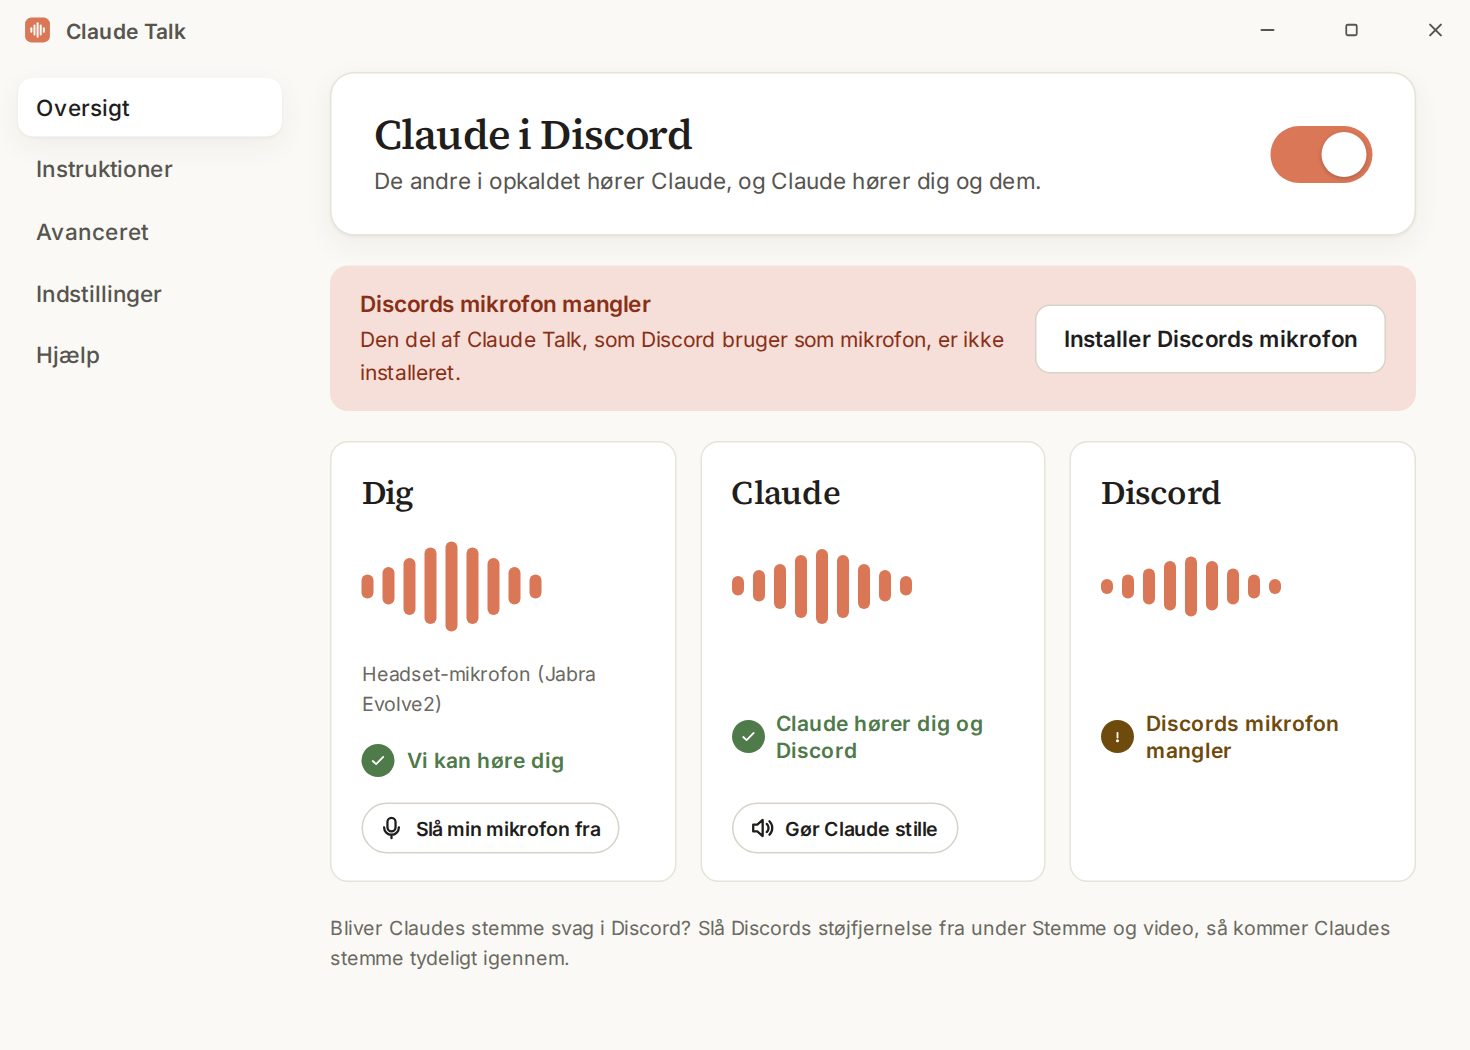 Claude Talk
Oversigt
Instruktioner
Avanceret
Indstillinger
Hjælp
Claude i Discord
De andre i opkaldet hører Claude, og Claude hører dig og dem.
Discords mikrofon mangler
Den del af Claude Talk, som Discord bruger som mikrofon, er ikke
installeret.
Installer Discords mikrofon
Dig
Headset-mikrofon (Jabra
Evolve2)
Vi kan høre dig
Slå min mikrofon fra
Claude
Claude hører dig og
Discord
Gør Claude stille
Discord
Discords mikrofon
mangler
Bliver Claudes stemme svag i Discord? Slå Discords støjfjernelse fra under Stemme og video, så kommer Claudes
stemme tydeligt igennem.